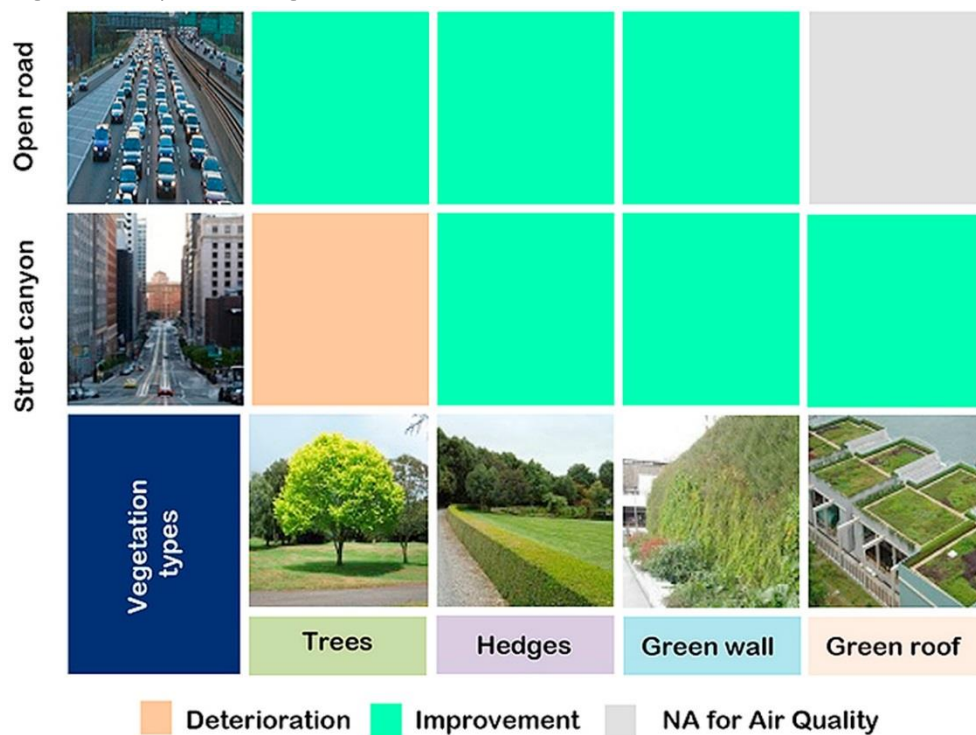 Open road
Street canyon
Vegetation
types
Trees
Hedges
Green wall
Green roof
Deterioration
Improvement
NA for Air Quality